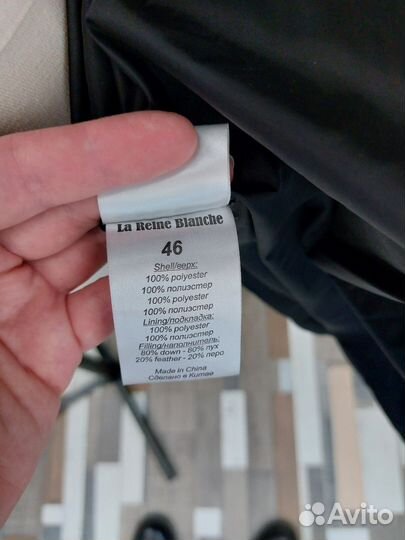 La Reine Blanche
46
Shell/верх:
100% polyester
100% полиэстер
100% polyester
100% полиэстер
Lining/подкладка:
100% polyester
100% полиэстер
Filling/наполнитель:
80% down - 80% пух
20% feather - 20% перо
Made in China
Сделано в Китае
Avito